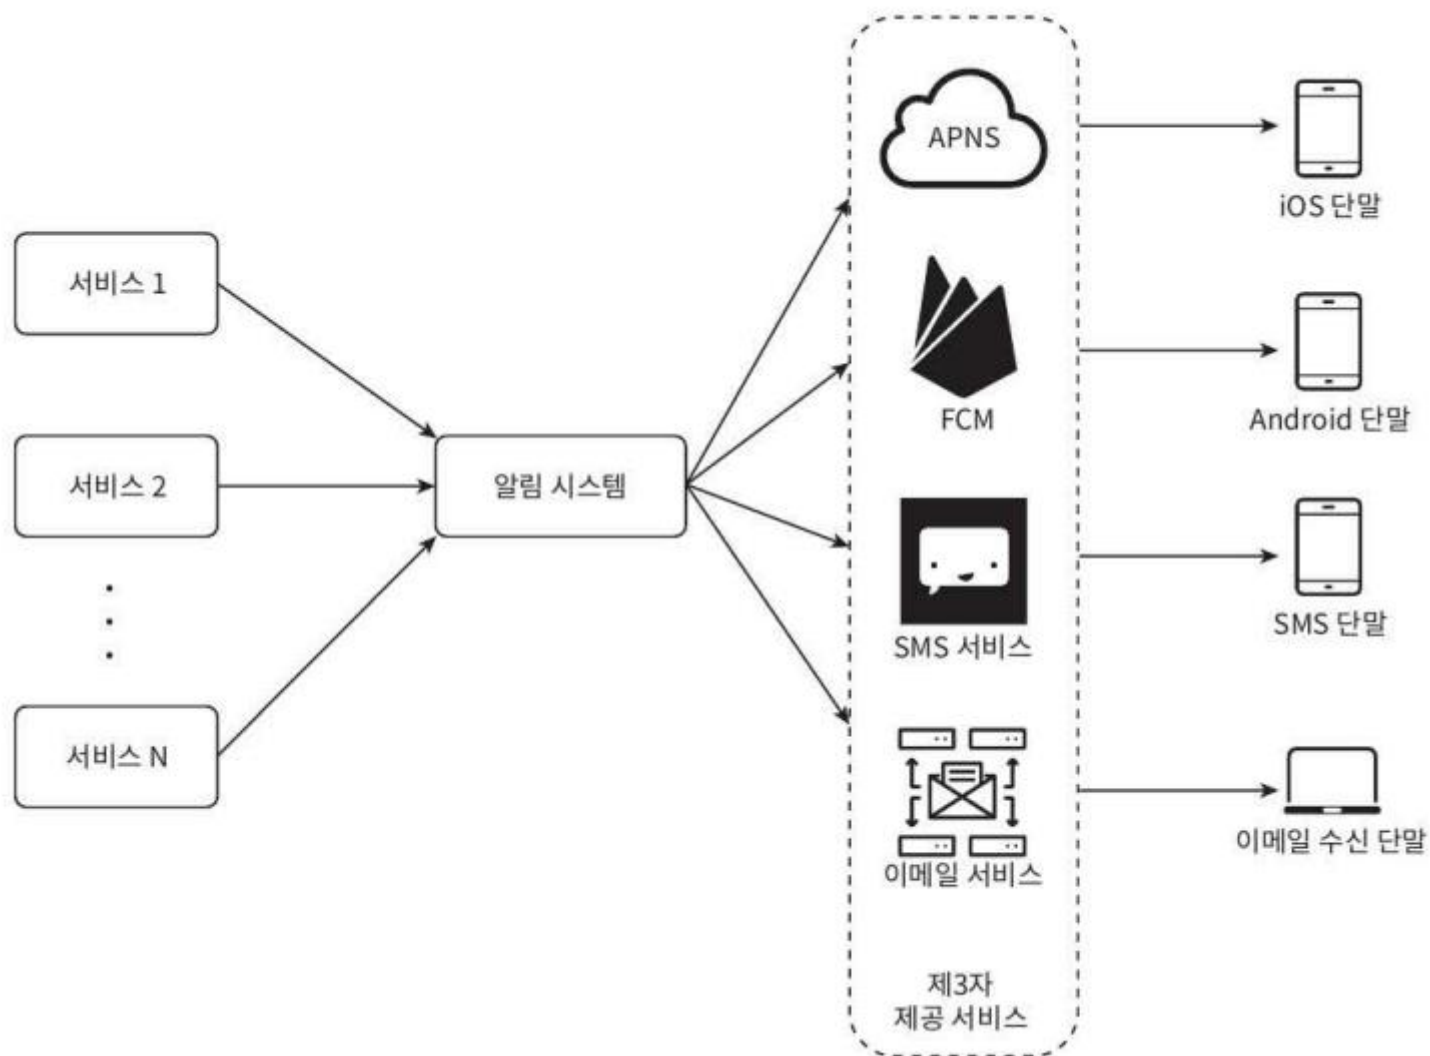 APNS
iOS 단말
서비스 1
FCM
Android 단말
서비스 2
알림 시스템
SMS 서비스
SMS 단말
서비스 N
이메일 서비스
이메일 수신 단말
제3자
제공 서비스